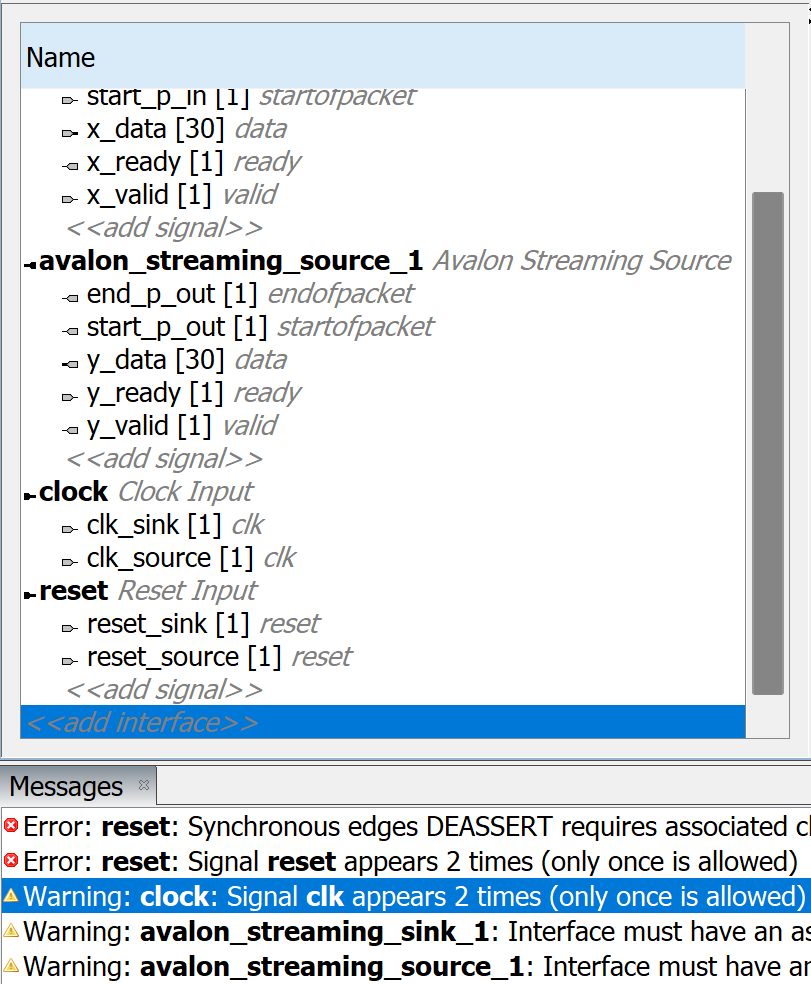 Name
start_p_in [1] startofpacket
x_data [30] data
x_ready [1] ready
x_valid [1] valid
<<add signal>>
avalon_streaming_source_1 Avalon Streaming Source
end_p_out [1] endofpacket
start_p_out [1] startofpacket
y_data [30] data
y_ready [1] ready
y_valid [1] valid
<<add signal>>
clock Clock Input
clk_sink [1] clk
clk_source [1] clk
reset Reset Input
reset_sink [1] reset
reset_source [1] reset
<<add signal>>
<<add interface>>
Messages
Error: reset: Synchronous edges DEASSERT requires associated
Error: reset: Signal reset appears 2 times (only once is allowed)
Warning: clock: Signal clk appears 2 times (only once is allowed)
Warning: avalon_streaming_sink_1: Interface must have an
Warning: avalon_streaming_source_1: Interface must have